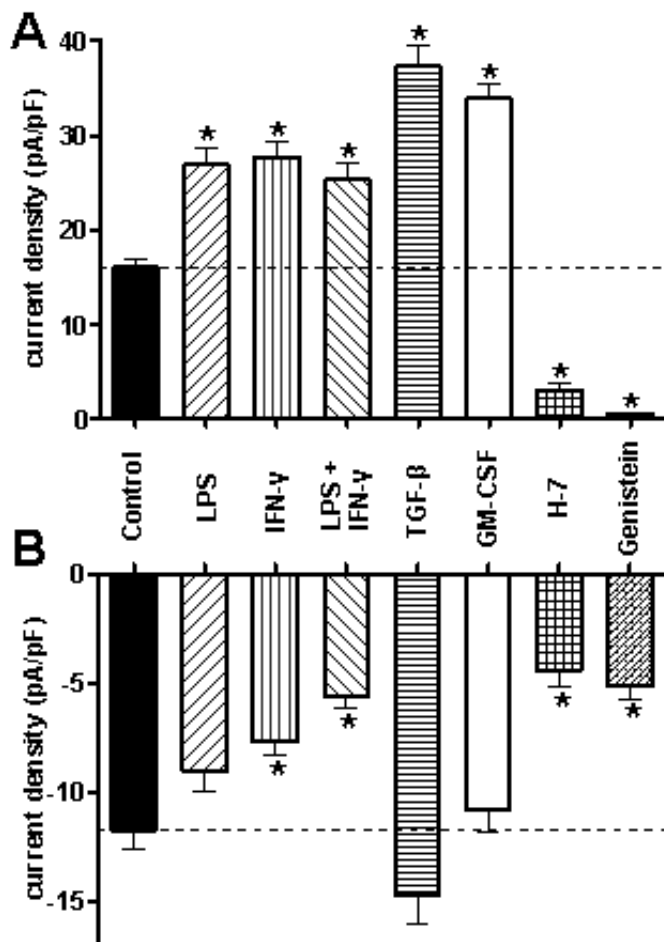 A
current density (pA/pF)
40
30
20
10
0
* * * * * * *
Control
LPS
IFN-γ
LPS +
IFN-γ
TGF-β
GM-CSF
H-7
Genistein
B
current density (pA/pF)
0
-5
-10
-15
* * * *